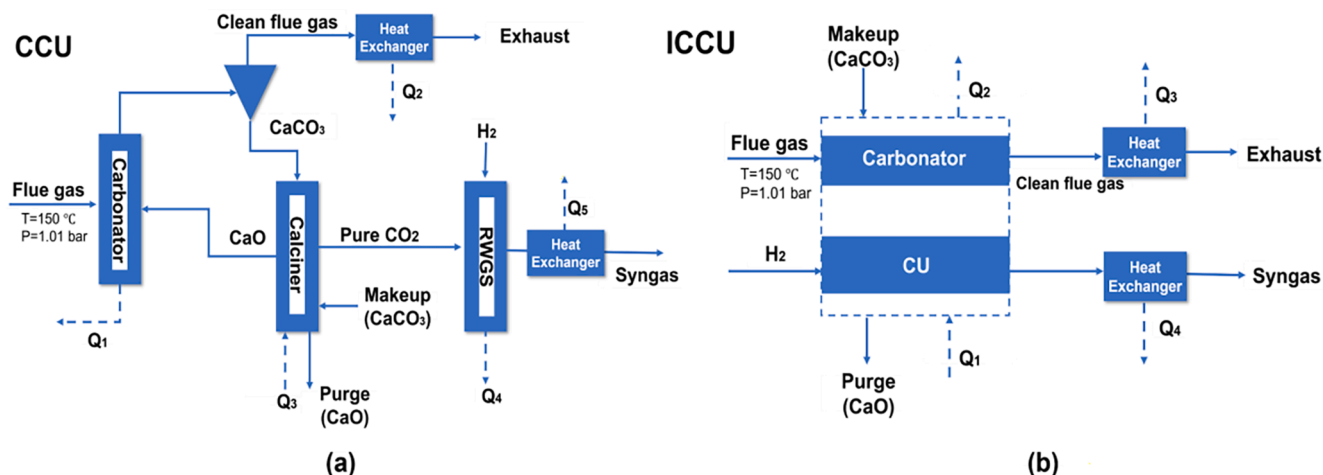 CCU
Clean flue gas
Heat
Exchanger
Exhaust
Q₂
CaCO₃
Carbonator
Flue gas
T=150 ℃
P=1.01 bar
CaO
Calciner
Pure CO₂
H₂
RWGS
Q₅
Heat
Exchanger
Syngas
Makeup
(CaCO₃)
Q₁
Q₃
Purge
(CaO)
Q₄
(a)
ICCU
Makeup
(CaCO₃)
Q₂
Q₃
Flue gas
T=150 ℃
P=1.01 bar
Carbonator
Clean flue gas
Heat
Exchanger
Exhaust
H₂
CU
Heat
Exchanger
Syngas
Purge
(CaO)
Q₁
Q₄
(b)